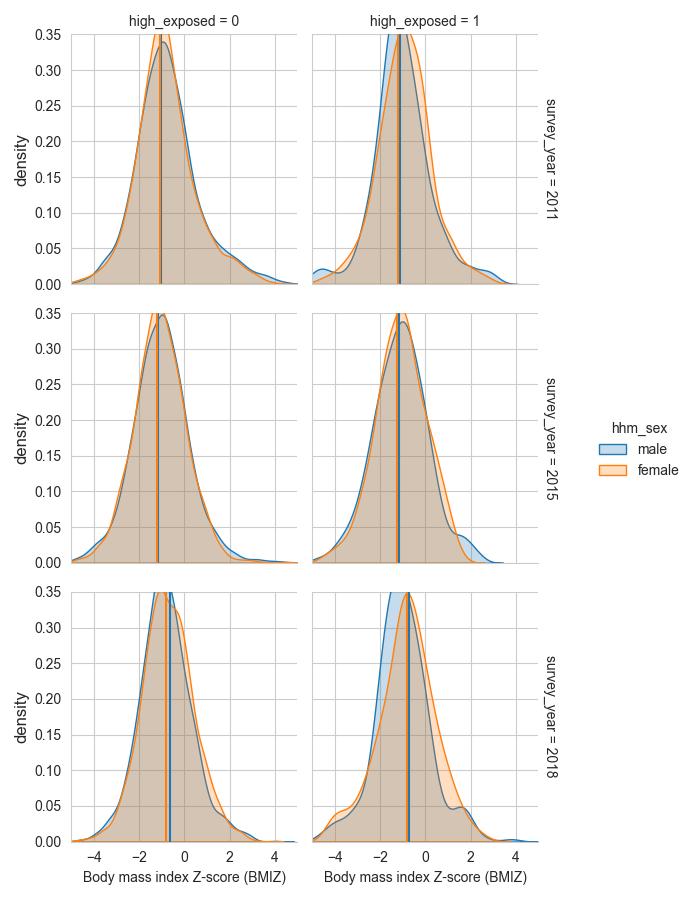 high_exposed = 0
high_exposed = 1
0.35
0.30
0.25
0.20
0.15
0.10
0.05
0.00
density
survey_year = 2011
0.35
0.30
0.25
0.20
0.15
0.10
0.05
0.00
density
survey_year = 2015
hhm_sex
male
female
0.35
0.30
0.25
0.20
0.15
0.10
0.05
0.00
density
survey_year = 2018
−4 −2 0 2 4
−4 −2 0 2 4
Body mass index Z-score (BMIZ)
Body mass index Z-score (BMIZ)